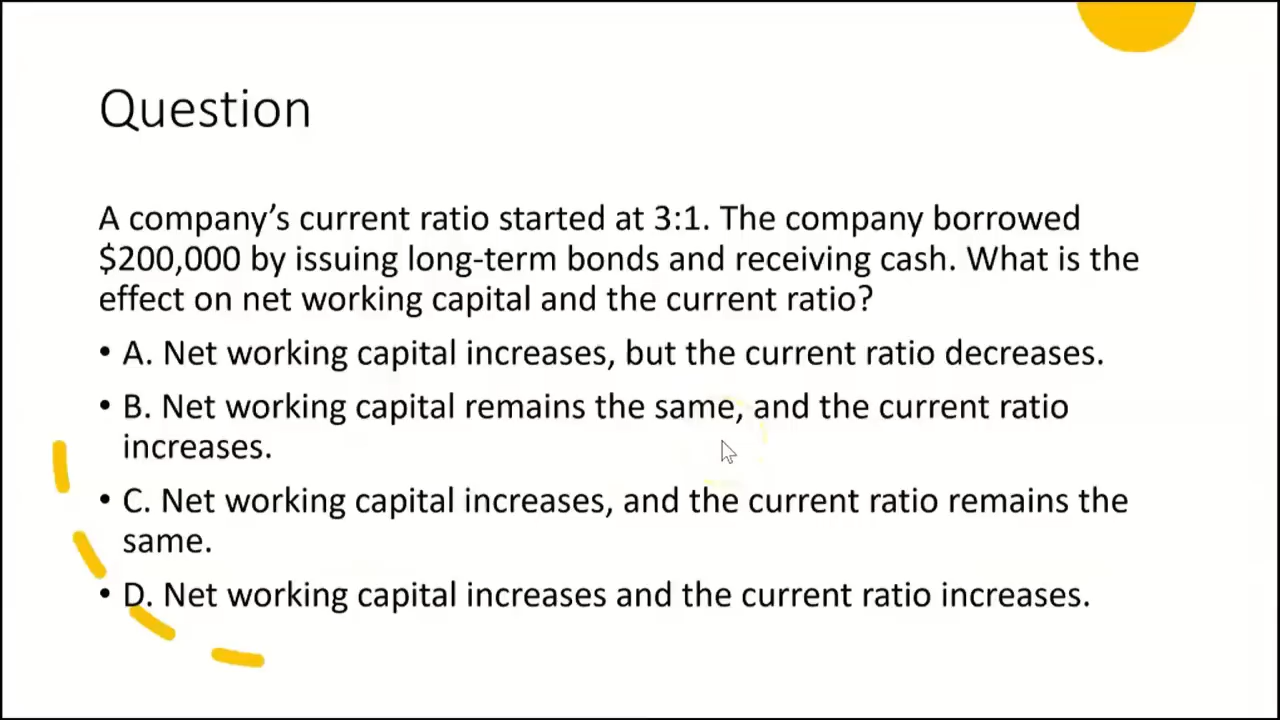 Question
A company’s current ratio started at 3:1. The company borrowed
$200,000 by issuing long-term bonds and receiving cash. What is the
effect on net working capital and the current ratio?
• A. Net working capital increases, but the current ratio decreases.
• B. Net working capital remains the same, and the current ratio
increases.
• C. Net working capital increases, and the current ratio remains the
same.
• D. Net working capital increases and the current ratio increases.